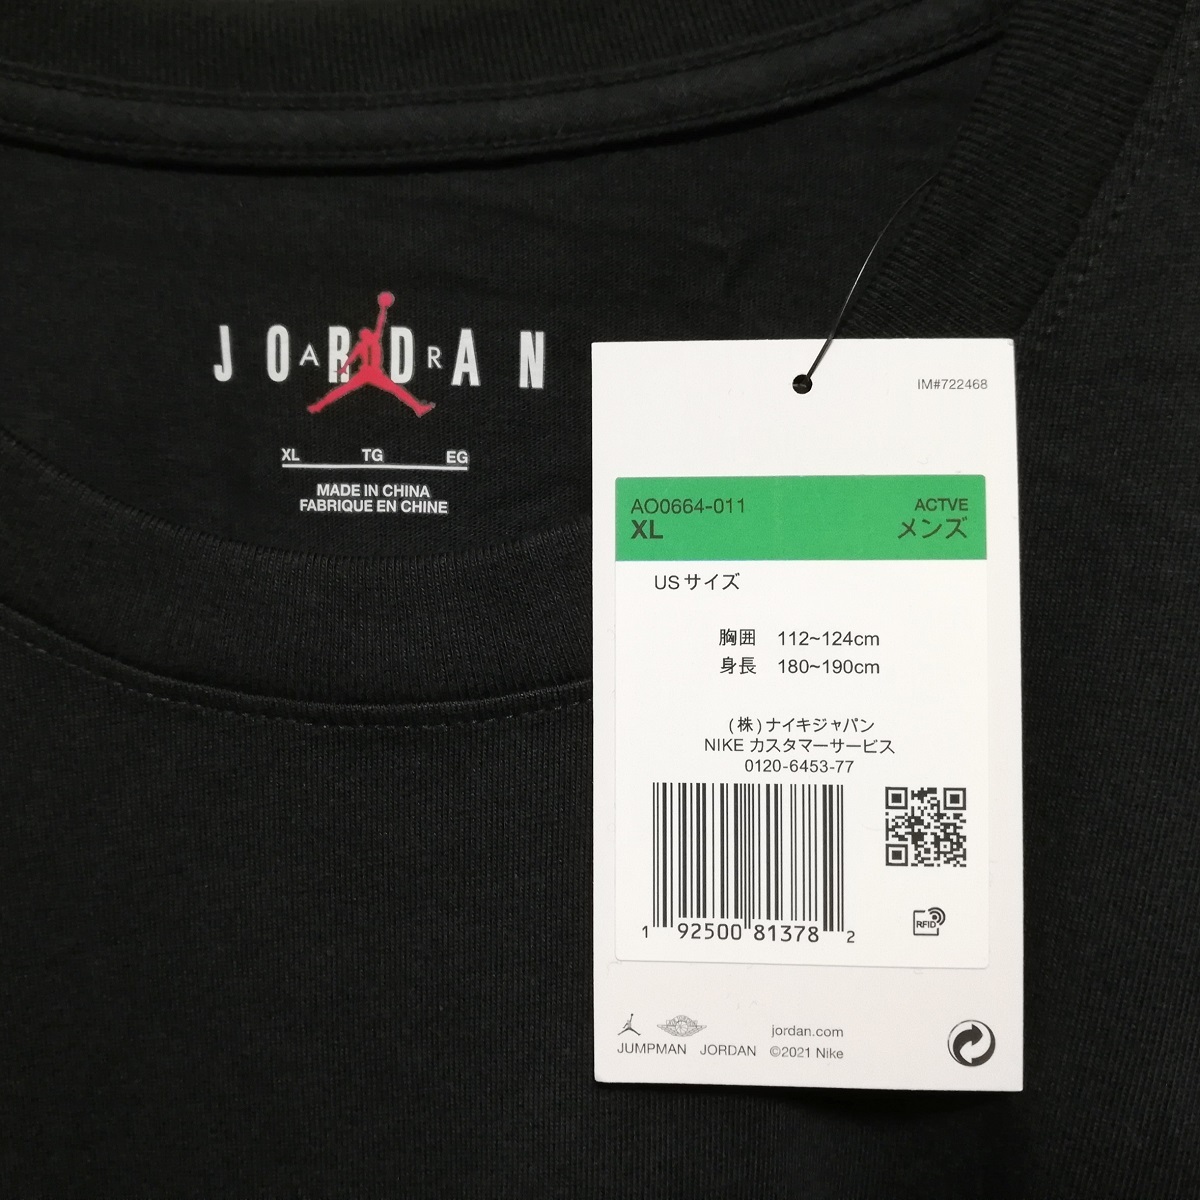 JORDAN
AIR
XL TG EG
MADE IN CHINA
FABRIQUE EN CHINE
IM#722468
AO0664-011 ACTVE
XL メンズ
USサイズ
胸囲 112~124cm
身長 180~190cm
(株)ナイキジャパン
NIKE カスタマーサービス
0120-6453-77
1 92500 81378 2
RFID
jordan.com
JUMPMAN JORDAN ©2021 Nike